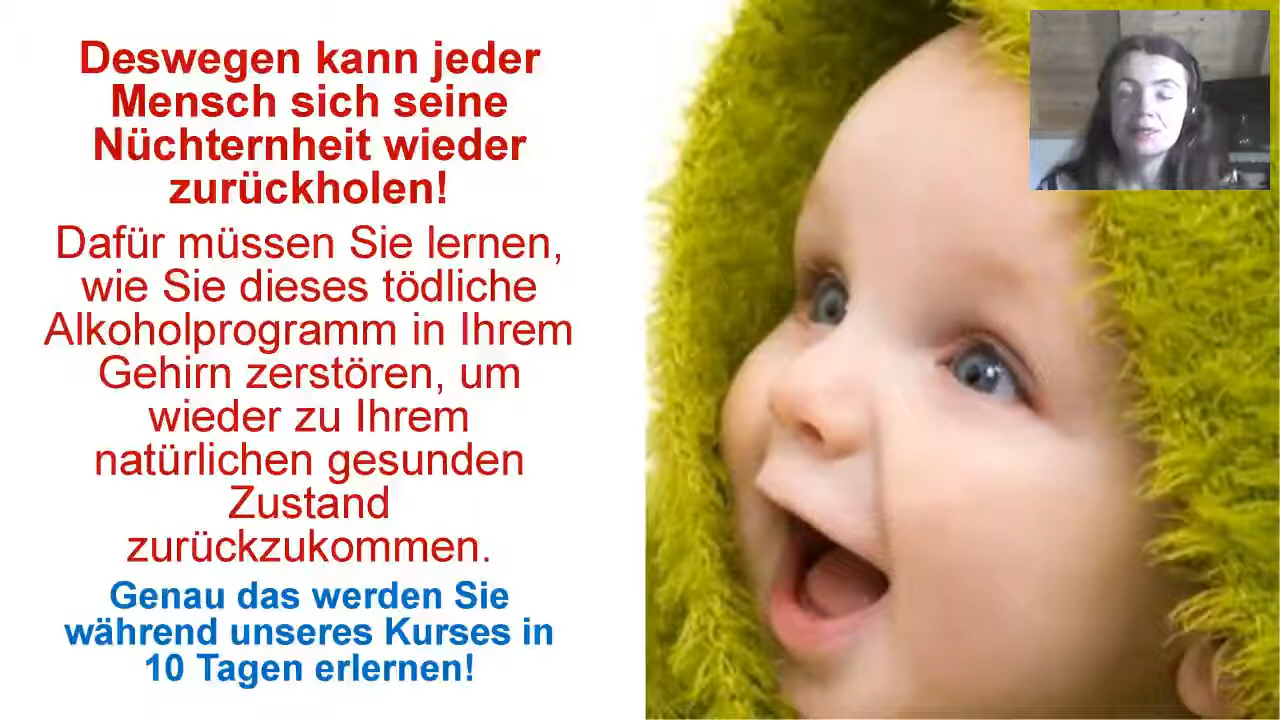 Deswegen kann jeder
Mensch sich seine
Nüchternheit wieder
zurückholen!
Dafür müssen Sie lernen,
wie Sie dieses tödliche
Alkoholprogramm in Ihrem
Gehirn zerstören, um
wieder zu Ihrem
natürlichen gesunden
Zustand
zurückzukommen.
Genau das werden Sie
während unseres Kurses in
10 Tagen erlernen!